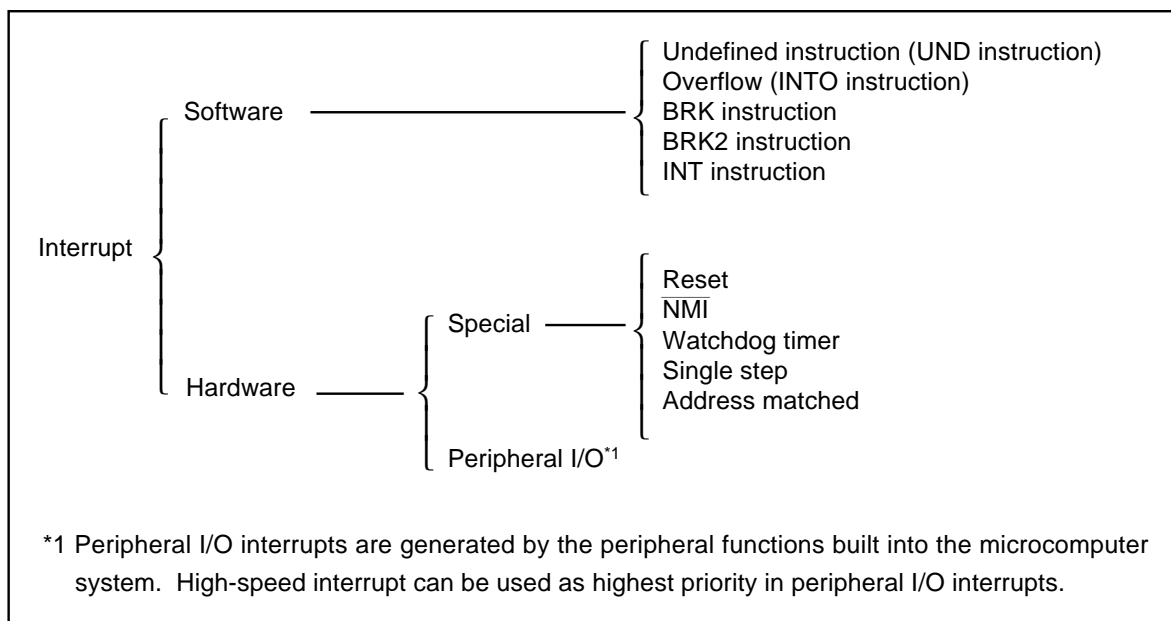 Undefined instruction (UND instruction)
Overflow (INTO instruction)
Software
BRK instruction
BRK2 instruction
INT instruction
Interrupt
Reset
NMI
Special
Watchdog timer
Single step
Hardware
Address matched
Peripheral I/O*1
*1 Peripheral I/O interrupts are generated by the peripheral functions built into the microcomputer
system. High-speed interrupt can be used as highest priority in peripheral I/O interrupts.